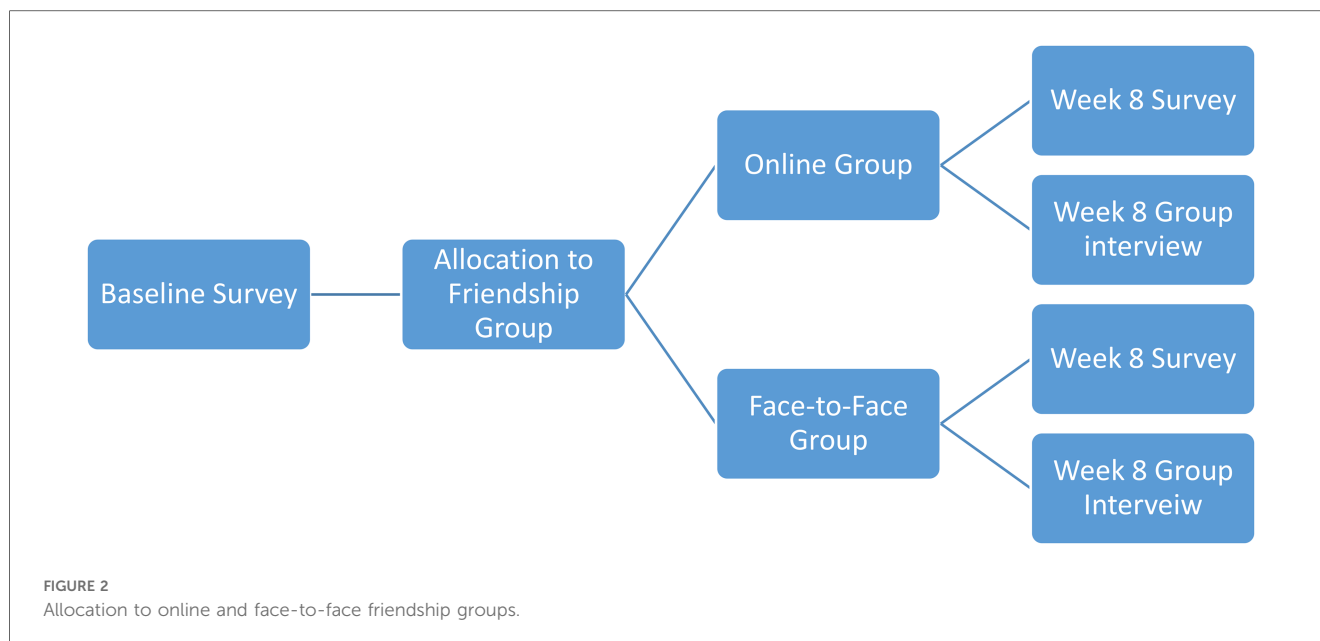 Baseline Survey
Allocation to
Friendship
Group
Online Group
Face-to-Face
Group
Week 8 Survey
Week 8 Group
interview
Week 8 Survey
Week 8 Group
Interveiw
FIGURE 2
Allocation to online and face-to-face friendship groups.